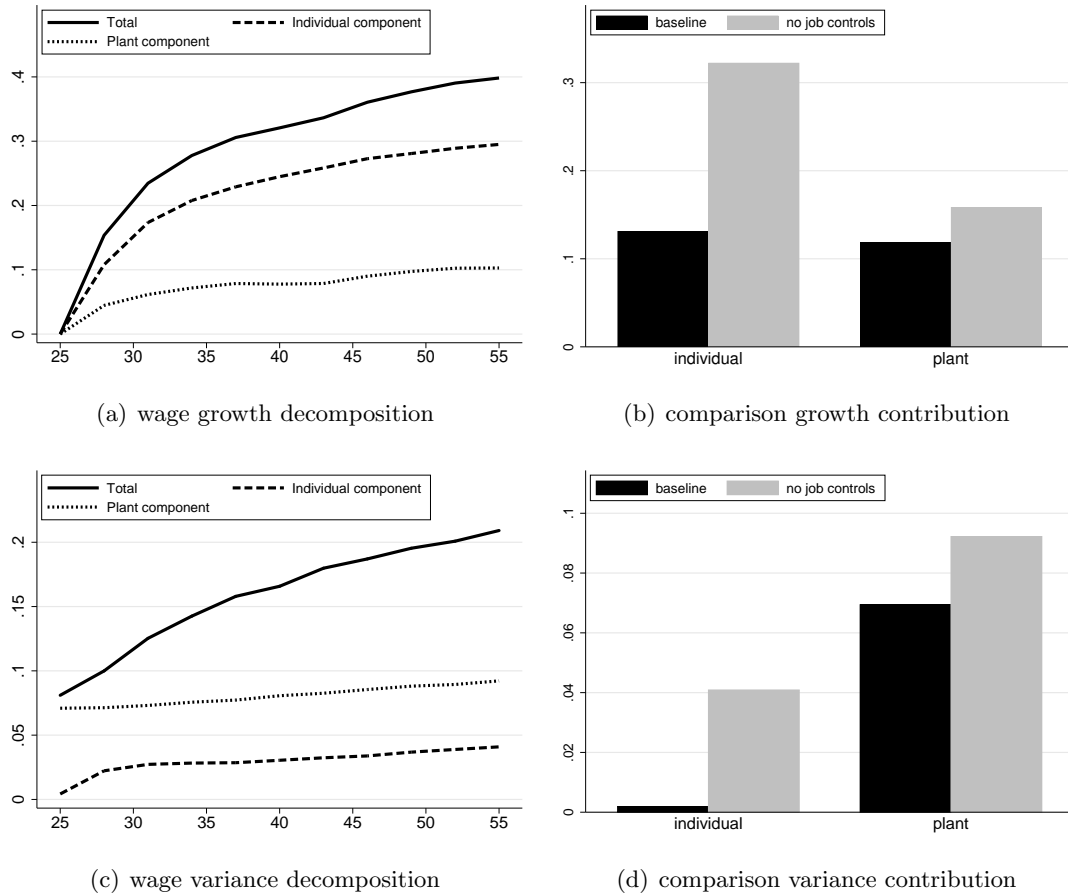 Total Individual component
Plant component
0 .1 .2 .3 .4
25 30 35 40 45 50 55
(a) wage growth decomposition
baseline no job controls
0 .1 .2 .3
individual plant
(b) comparison growth contribution
Total Individual component
Plant component
0 .05 .1 .15 .2
25 30 35 40 45 50 55
(c) wage variance decomposition
baseline no job controls
0 .02 .04 .06 .08 .1
individual plant
(d) comparison variance contribution